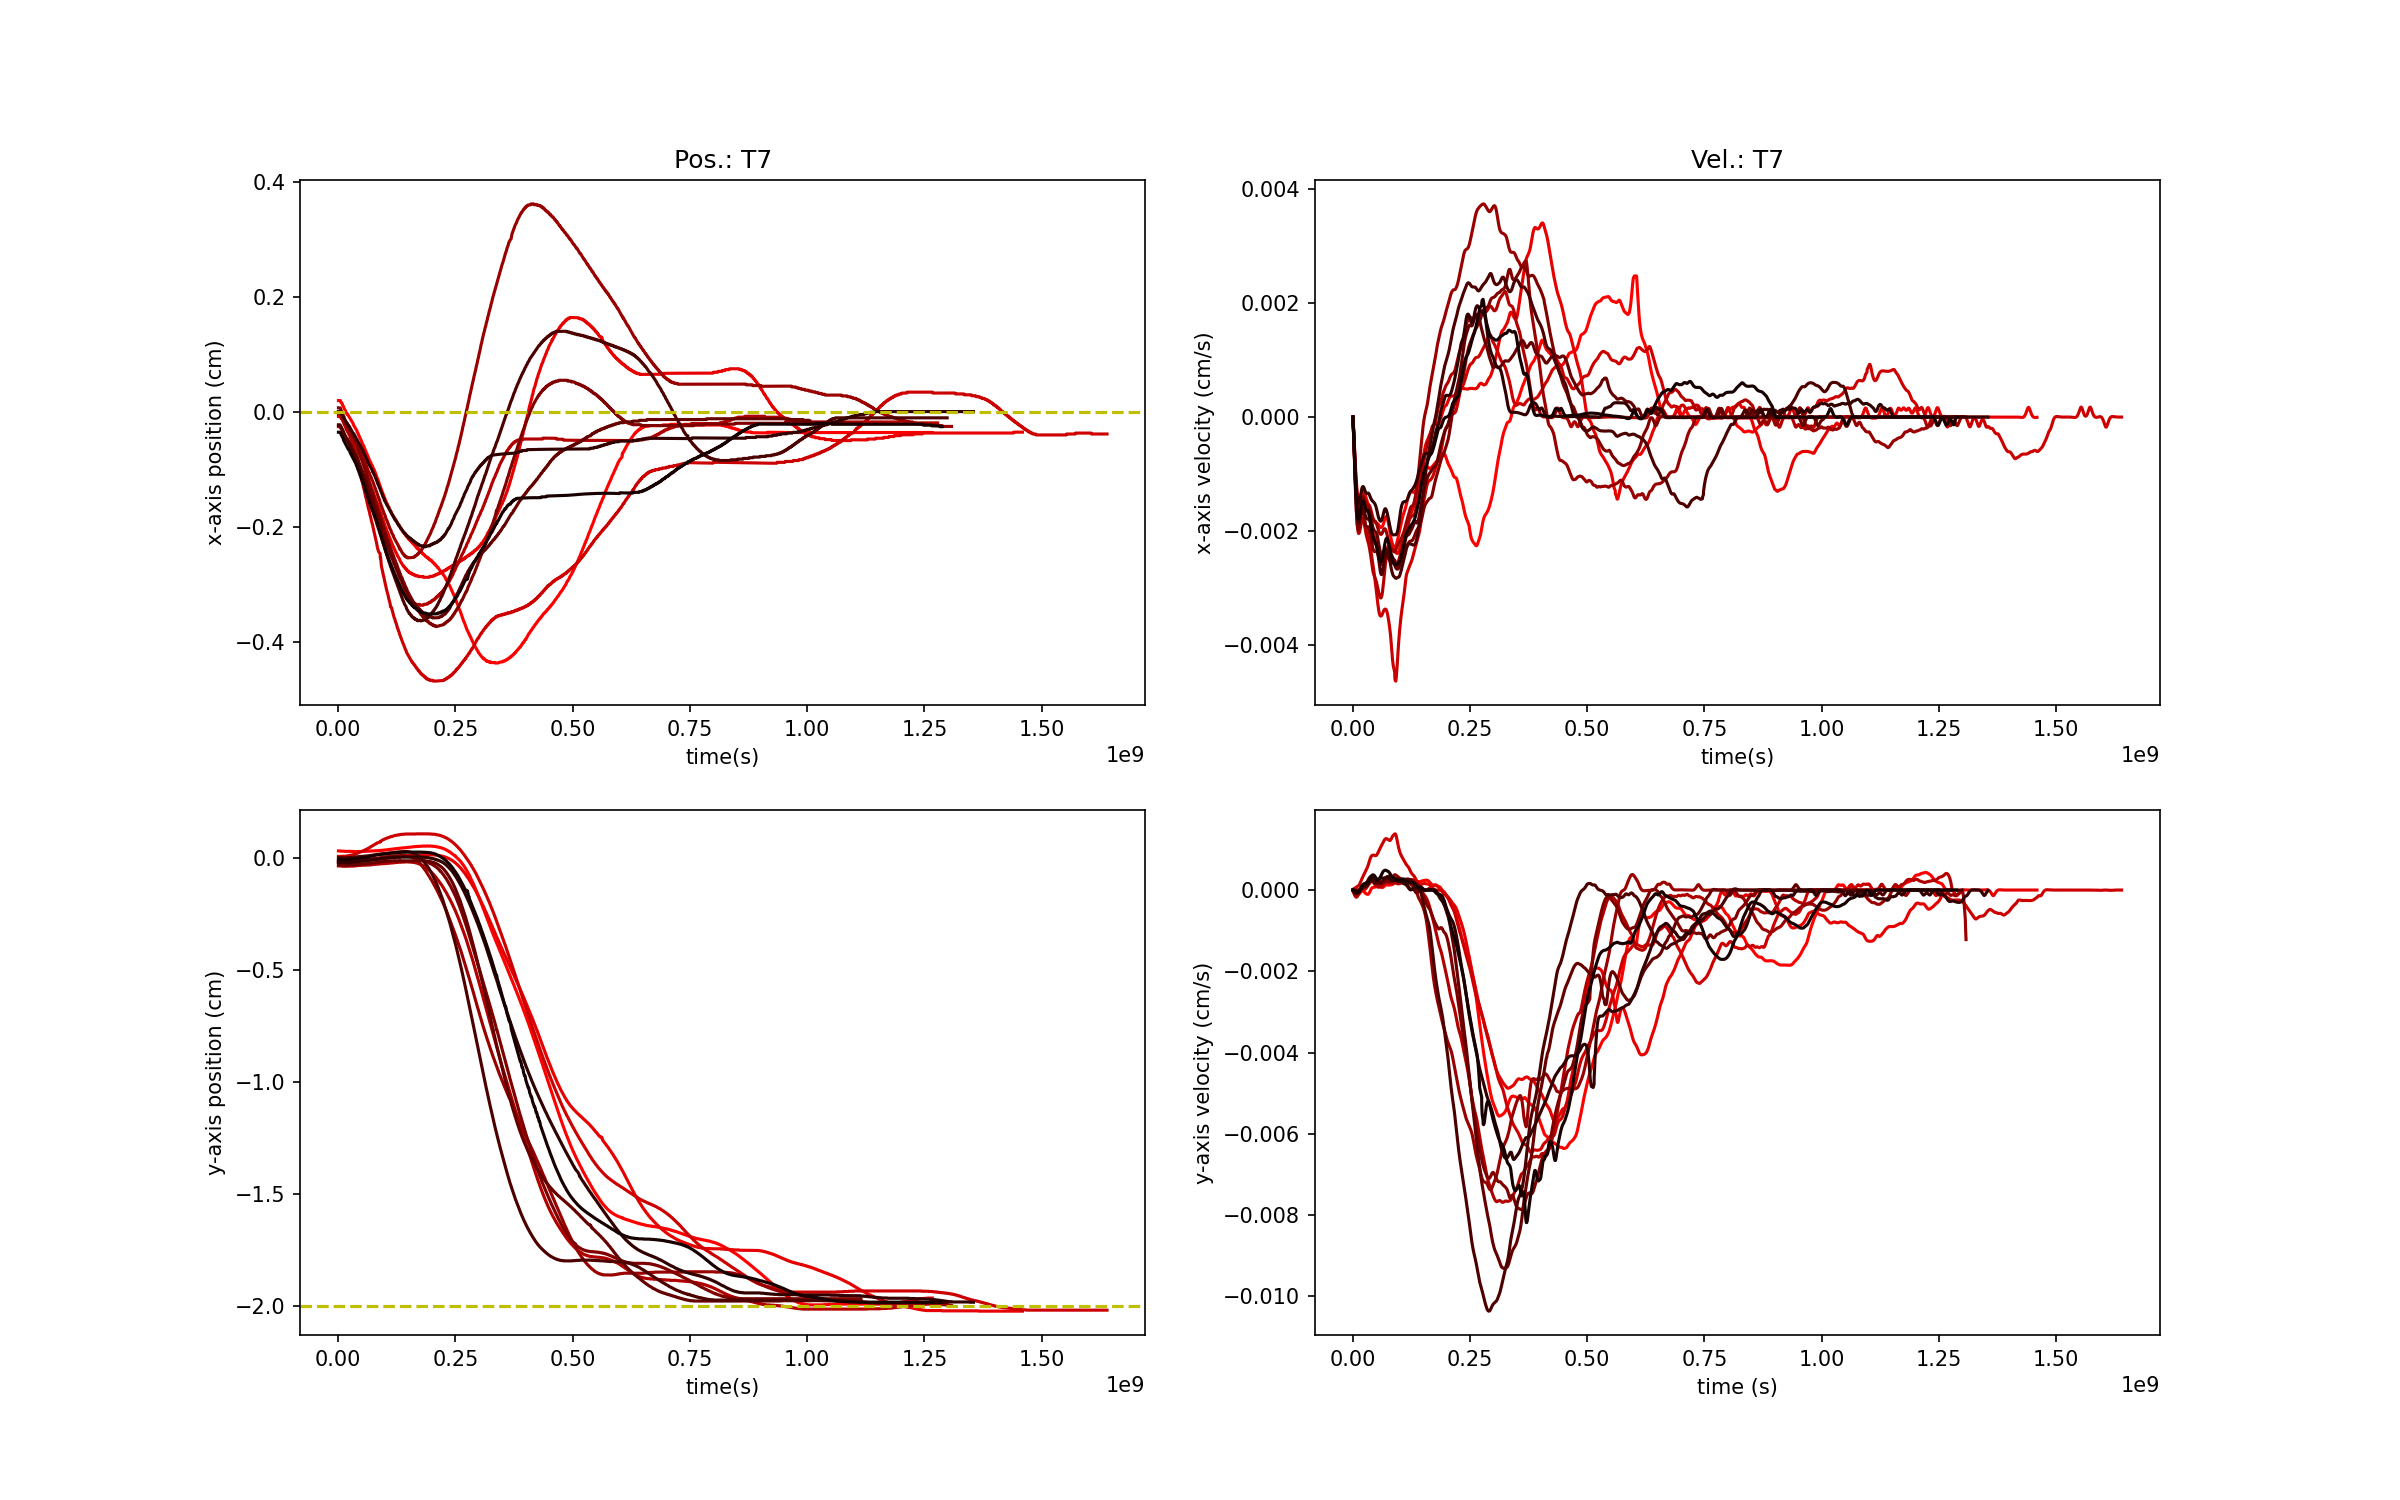 Pos.: T7
Vel.: T7
0.4
0.2
0.0
−0.2
−0.4
x-axis position (cm)
0.00 0.25 0.50 0.75 1.00 1.25 1.50
time(s)
1e9
0.004
0.002
0.000
−0.002
−0.004
x-axis velocity (cm/s)
0.00 0.25 0.50 0.75 1.00 1.25 1.50
time(s)
1e9
0.0
−0.5
−1.0
−1.5
−2.0
y-axis position (cm)
0.00 0.25 0.50 0.75 1.00 1.25 1.50
time(s)
1e9
0.000
−0.002
−0.004
−0.006
−0.008
−0.010
y-axis velocity (cm/s)
0.00 0.25 0.50 0.75 1.00 1.25 1.50
time (s)
1e9